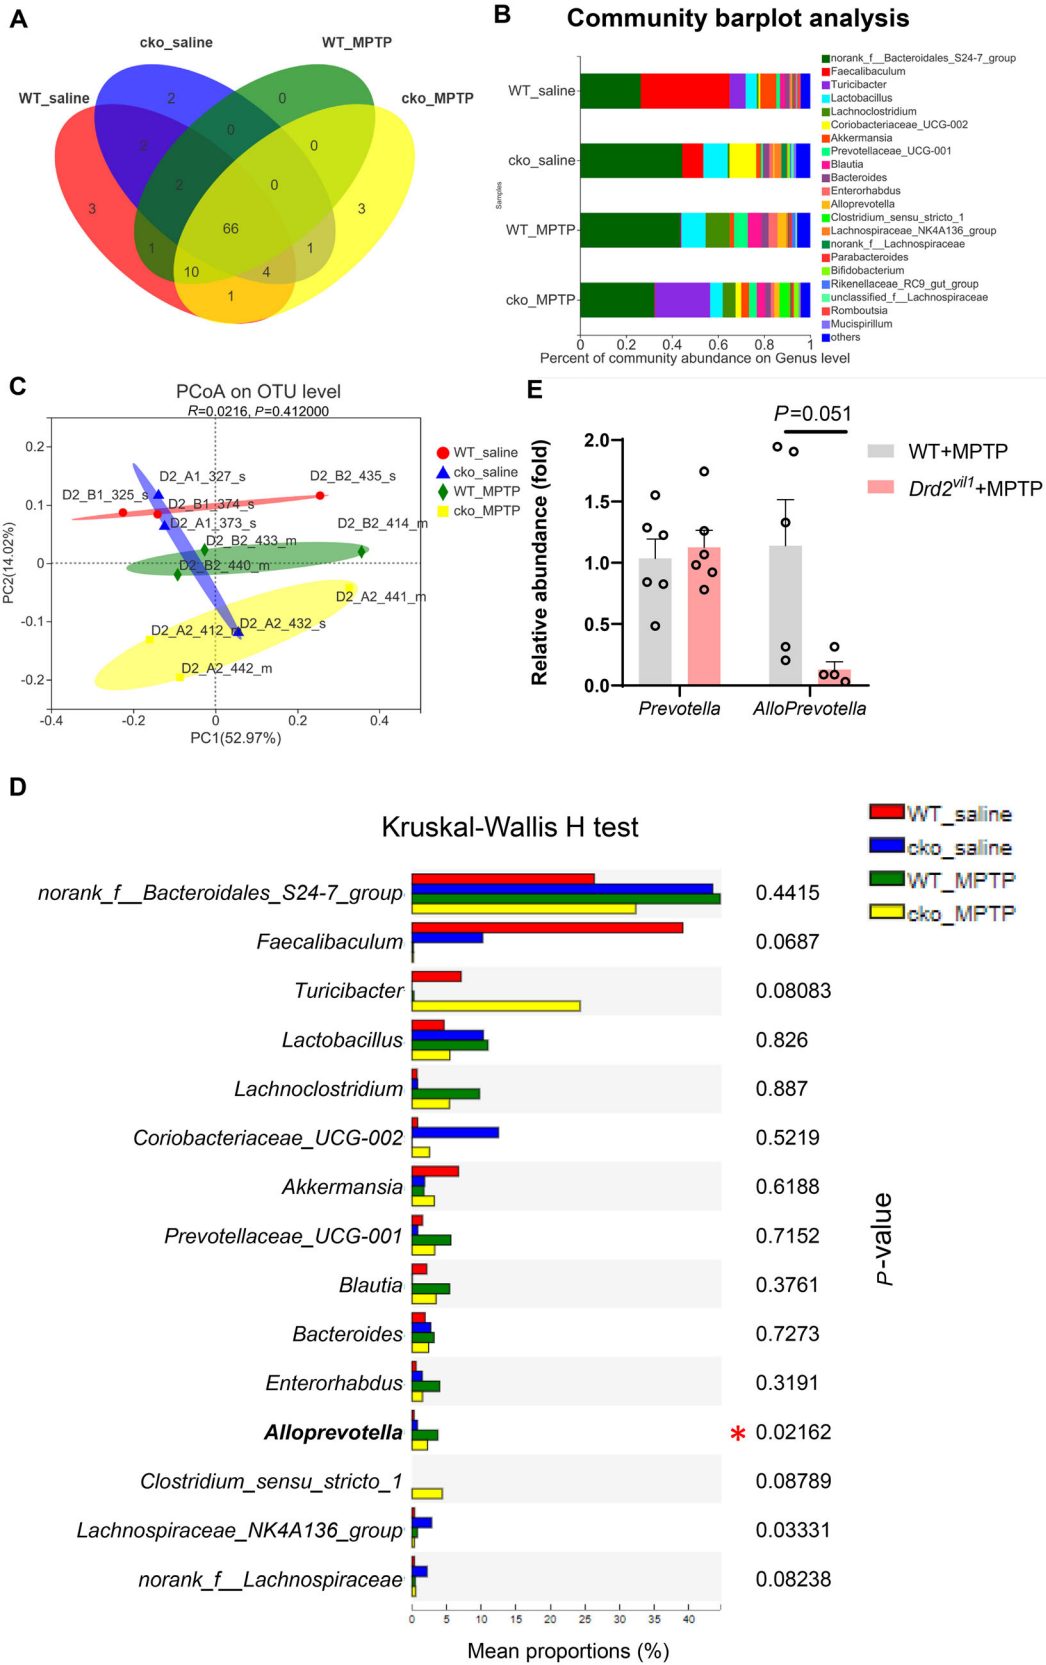 A
cko_saline
WT_MPTP
WT_saline
cko_MPTP
2
0
2
0
0
3
2
0
3
66
1
1
10
4
1
B
Community barplot analysis
Samples
WT_saline
cko_saline
WT_MPTP
cko_MPTP
0
0.2
0.4
0.6
0.8
1
Percent of community abundance on Genus level
norank_f__Bacteroidales_S24-7_group
Faecalibaculum
Turicibacter
Lactobacillus
Lachnoclostridium
Coriobacteriaceae_UCG-002
Akkermansia
Prevotellaceae_UCG-001
Blautia
Bacteroides
Enterorhabdus
Alloprevotella
Clostridium_sensu_stricto_1
Lachnospiraceae_NK4A136_group
norank_f__Lachnospiraceae
Parabacteroides
Bifidobacterium
Rikenellaceae_RC9_gut_group
unclassified_f__Lachnospiraceae
Romboutsia
Mucispirillum
others
C
PCoA on OTU level
R=0.0216, P=0.412000
PC2(14.02%)
0.2
0.1
0
-0.1
-0.2
-0.4
-0.2
0
0.2
0.4
PC1(52.97%)
D2_A1_327_s
D2_B2_435_s
D2_B1_325_s
D2_B1_374_s
D2_A1_373_s
D2_B2_414_m
D2_B2_433_m
D2_B2_440_m
D2_A2_441_m
D2_A2_432_s
D2_A2_412_m
D2_A2_442_m
WT_saline
cko_saline
WT_MPTP
cko_MPTP
E
P=0.051
Relative abundance (fold)
2.0
1.5
1.0
0.5
0.0
Prevotella
AlloPrevotella
WT+MPTP
Drd2vil1+MPTP
D
Kruskal-Wallis H test
WT_saline
cko_saline
WT_MPTP
cko_MPTP
norank_f__Bacteroidales_S24-7_group 0.4415
Faecalibaculum 0.0687
Turicibacter 0.08083
Lactobacillus 0.826
Lachnoclostridium 0.887
Coriobacteriaceae_UCG-002 0.5219
Akkermansia 0.6188
Prevotellaceae_UCG-001 0.7152
Blautia 0.3761
Bacteroides 0.7273
Enterorhabdus 0.3191
Alloprevotella * 0.02162
Clostridium_sensu_stricto_1 0.08789
Lachnospiraceae_NK4A136_group 0.03331
norank_f__Lachnospiraceae 0.08238
P-value
0 5 10 15 20 25 30 35 40
Mean proportions (%)